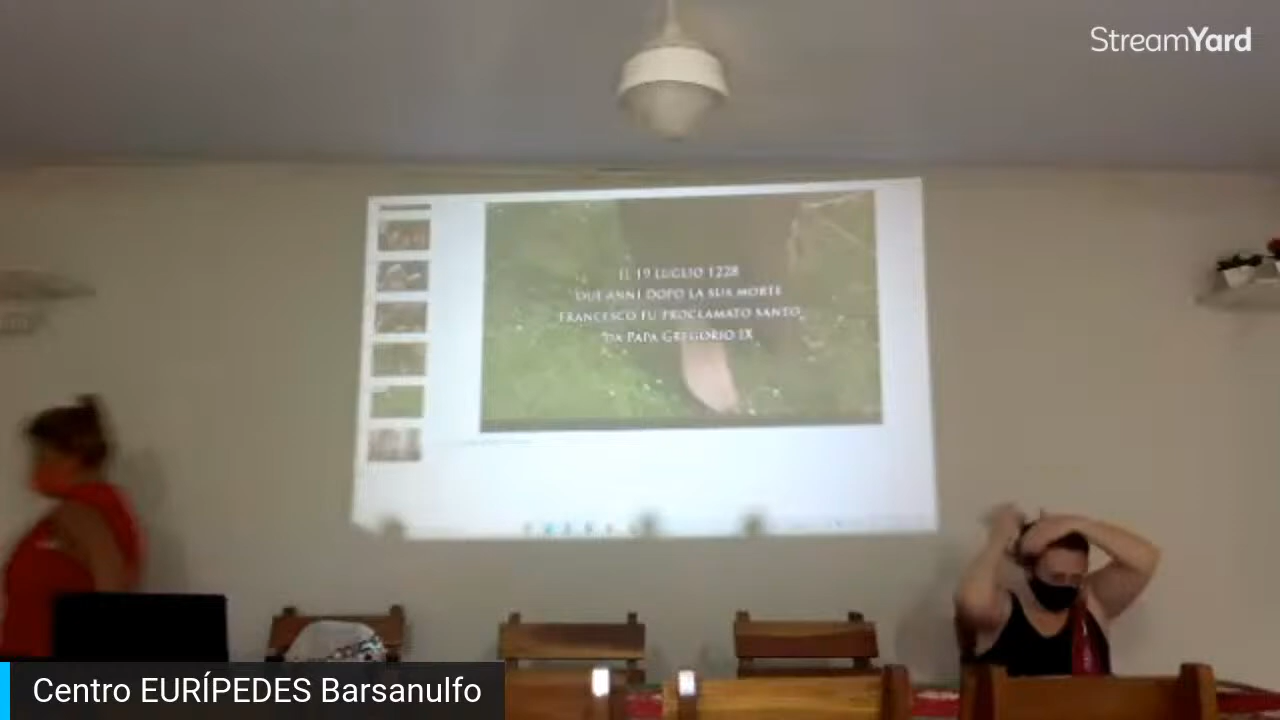 StreamYard
IL 19 LUGLIO 1228
DUE ANNI DOPO LA SUA MORTE
FRANCESCO FU PROCLAMATO SANTO
DA PAPA GREGORIO IX
Centro EURÍPEDES Barsanulfo